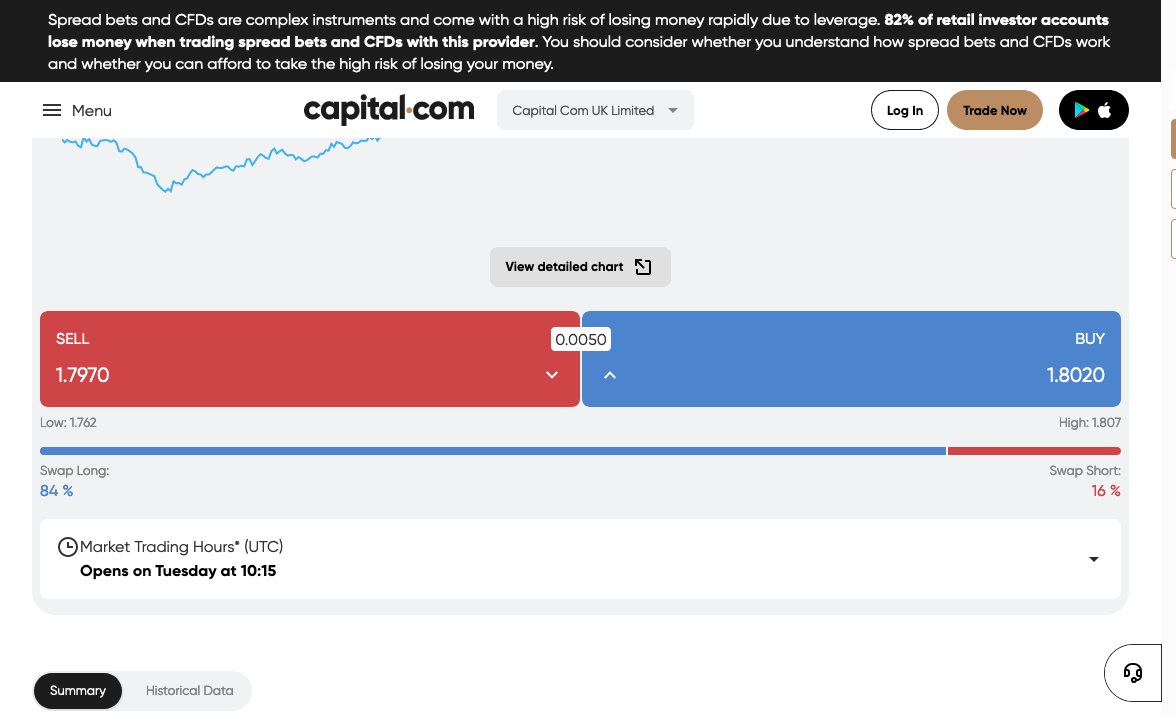 Spread bets and CFDs are complex instruments and come with a high risk of losing money rapidly due to leverage. 82% of retail investor accounts
lose money when trading spread bets and CFDs with this provider. You should consider whether you understand how spread bets and CFDs work
and whether you can afford to take the high risk of losing your money.
Menu
capital.com
Capital Com UK Limited
Log In
Trade Now
View detailed chart
SELL
0.0050
BUY
1.7970
1.8020
Low: 1.762
High: 1.807
Swap Long:
Swap Short:
84 %
16 %
Market Trading Hours* (UTC)
Opens on Tuesday at 10:15
Summary
Historical Data